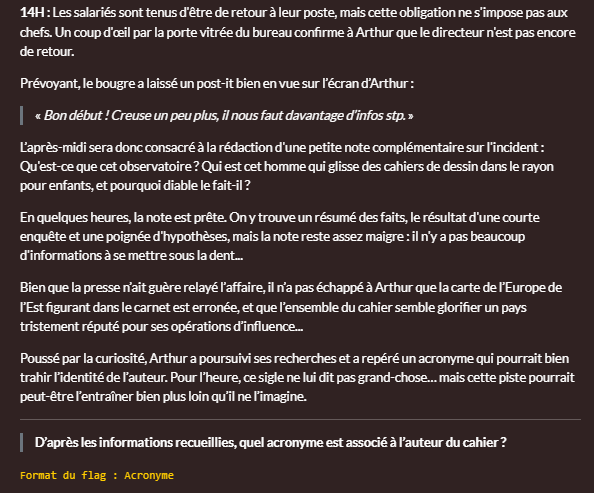 14H : Les salariés sont tenus d'être de retour à leur poste, mais cette obligation ne s'impose pas aux
chefs. Un coup d'œil par la porte vitrée du bureau confirme à Arthur que le directeur n'est pas encore
de retour.
Prévoyant, le bougre a laissé un post-it bien en vue sur l'écran d'Arthur :
« Bon début ! Creuse un peu plus, il nous faut davantage d'infos stp. »
L'après-midi sera donc consacré à la rédaction d'une petite note complémentaire sur l'incident :
Qu'est-ce que cet observatoire ? Qui est cet homme qui glisse des cahiers de dessin dans le rayon
pour enfants, et pourquoi diable le fait-il ?
En quelques heures, la note est prête. On y trouve un résumé des faits, le résultat d'une courte
enquête et une poignée d'hypothèses, mais la note reste assez maigre : il n'y a pas beaucoup
d'informations à se mettre sous la dent...
Bien que la presse n'ait guère relayé l'affaire, il n'a pas échappé à Arthur que la carte de l'Europe de
l'Est figurant dans le carnet est erronée, et que l'ensemble du cahier semble glorifier un pays
tristement réputé pour ses opérations d'influence...
Poussé par la curiosité, Arthur a poursuivi ses recherches et a repéré un acronyme qui pourrait bien
trahir l'identité de l'auteur. Pour l'heure, ce sigle ne lui dit pas grand-chose... mais cette piste pourrait
peut-être l'entraîner bien plus loin qu'il ne l'imagine.
D'après les informations recueillies, quel acronyme est associé à l'auteur du cahier ?
Format du flag : Acronyme